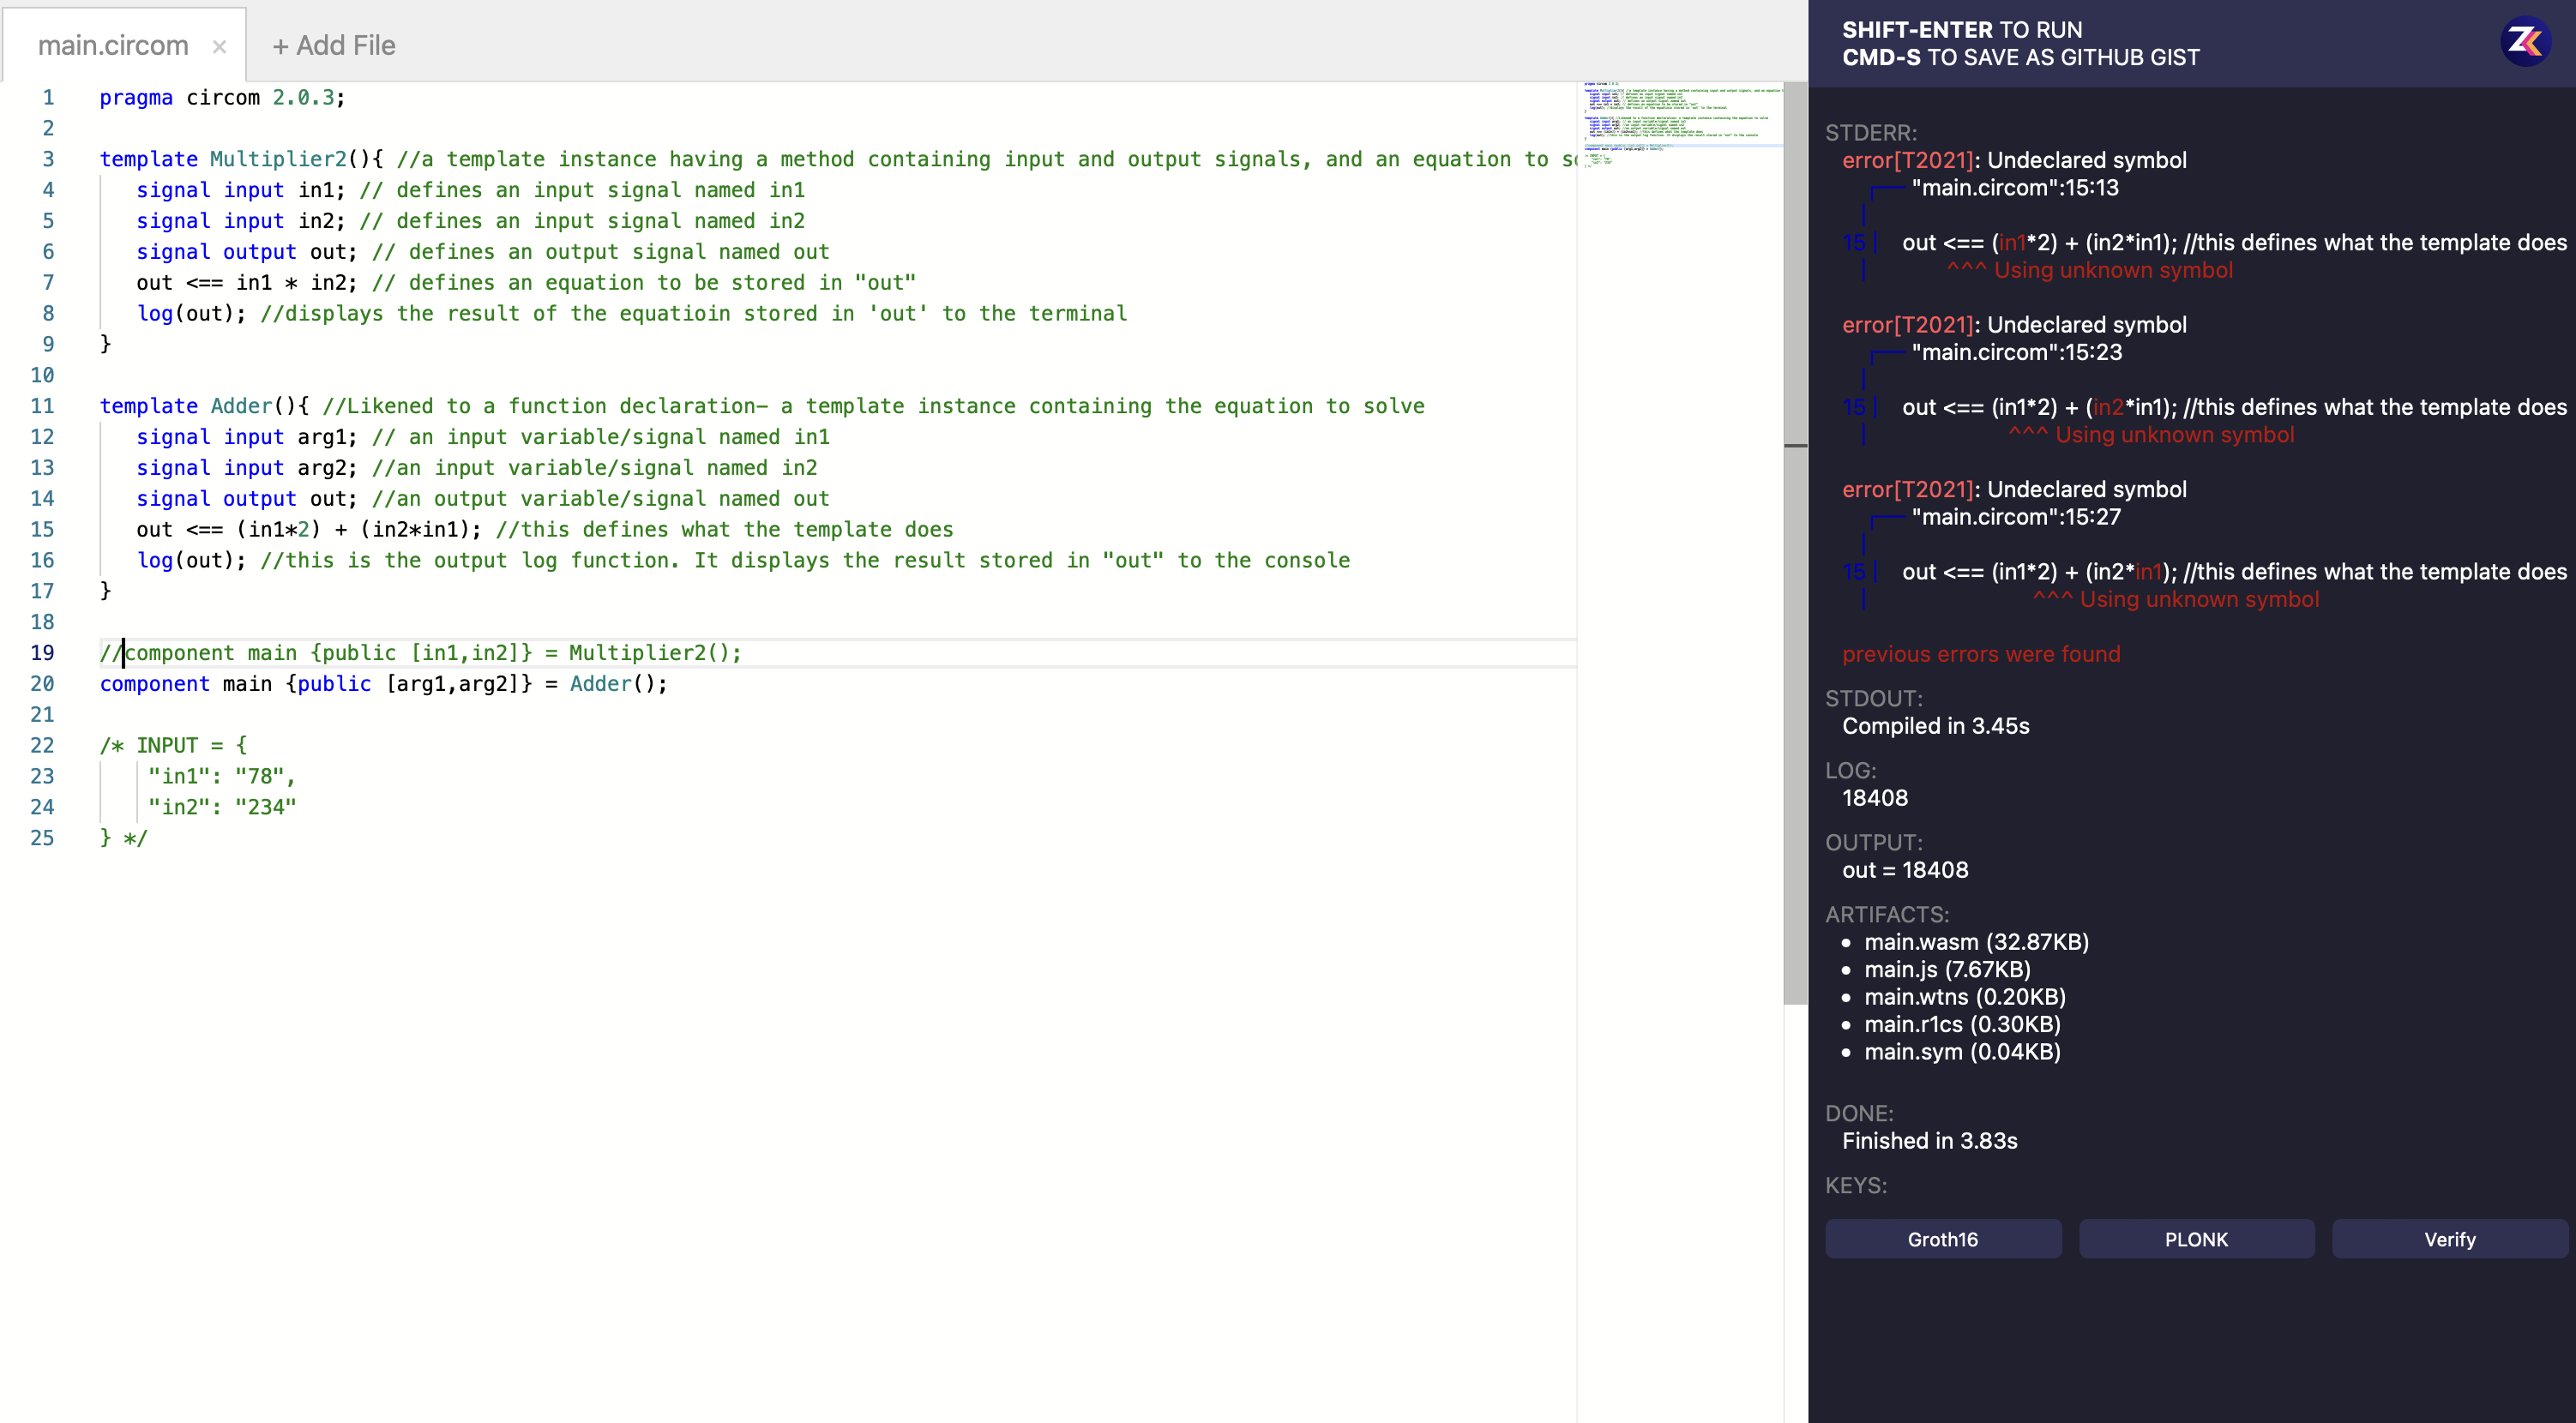 main.circom ×
+ Add File
1 pragma circom 2.0.3;
2
3 template Multiplier2(){ //a template instance having a method containing input and output signals, and an equation to
4 signal input in1; // defines an input signal named in1
5 signal input in2; // defines an input signal named in2
6 signal output out; // defines an output signal named out
7 out <== in1 * in2; // defines an equation to be stored in "out"
8 log(out); //displays the result of the equatioin stored in 'out' to the terminal
9 }
10
11 template Adder(){ //Likened to a function declaration- a template instance containing the equation to solve
12 signal input arg1; // an input variable/signal named in1
13 signal input arg2; //an input variable/signal named in2
14 signal output out; //an output variable/signal named out
15 out <== (in1*2) + (in2*in1); //this defines what the template does
16 log(out); //this is the output log function. It displays the result stored in "out" to the console
17 }
18
19 //component main {public [in1,in2]} = Multiplier2();
20 component main {public [arg1,arg2]} = Adder();
21
22 /* INPUT = {
23 "in1": "78",
24 "in2": "234"
25 } */
SHIFT-ENTER TO RUN
CMD-S TO SAVE AS GITHUB GIST
STDERR:
error[T2021]: Undeclared symbol
"main.circom":15:13
15 out <== (in1*2) + (in2*in1); //this defines what the template does
^^^ Using unknown symbol
error[T2021]: Undeclared symbol
"main.circom":15:23
15 out <== (in1*2) + (in2*in1); //this defines what the template does
^^^ Using unknown symbol
error[T2021]: Undeclared symbol
"main.circom":15:27
15 out <== (in1*2) + (in2*in1); //this defines what the template does
^^^ Using unknown symbol
previous errors were found
STDOUT:
Compiled in 3.45s
LOG:
18408
OUTPUT:
out = 18408
ARTIFACTS:
• main.wasm (32.87KB)
• main.js (7.67KB)
• main.wtns (0.20KB)
• main.r1cs (0.30KB)
• main.sym (0.04KB)
DONE:
Finished in 3.83s
KEYS:
Groth16
PLONK
Verify